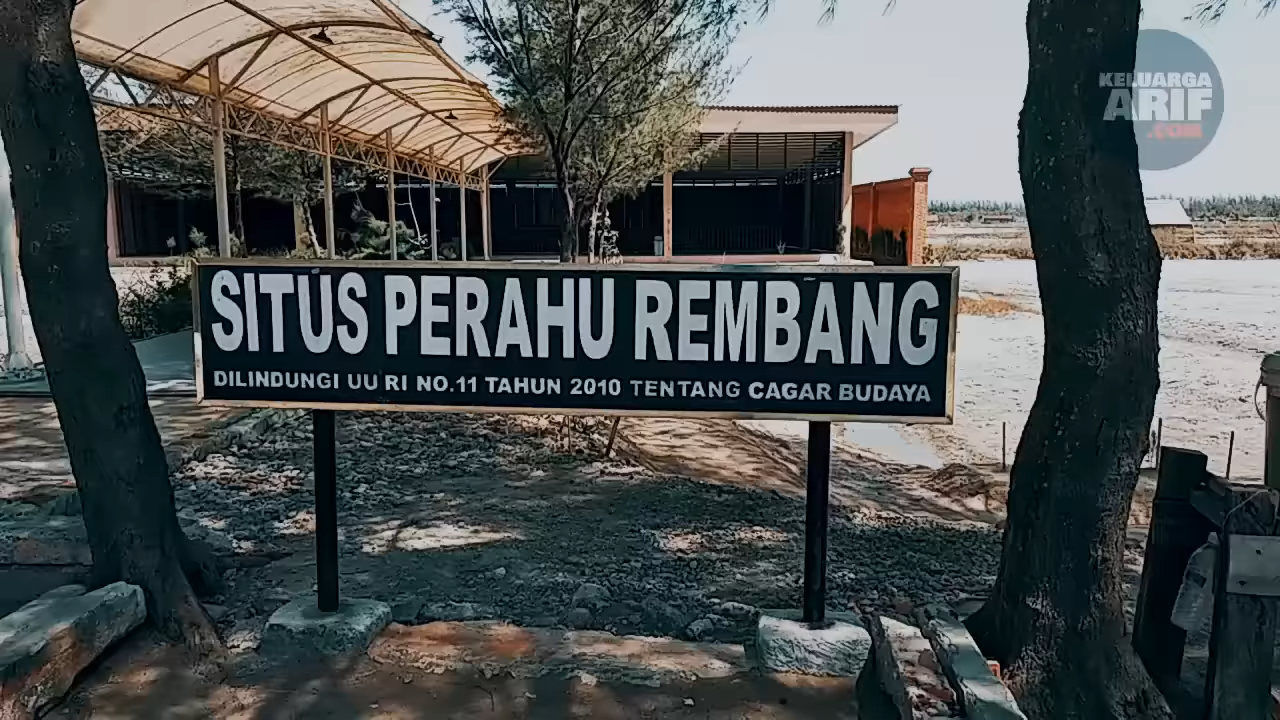 KELUARGA
ARIF
.COM
SITUS PERAHU REMBANG
DILINDUNGI UU RI NO.11 TAHUN 2010 TENTANG CAGAR BUDAYA